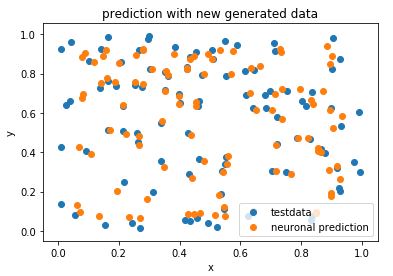 prediction with new generated data
1.0
0.8
0.6
0.4
0.2
0.0
y
0.0 0.2 0.4 0.6 0.8 1.0
x
testdata
neuronal prediction